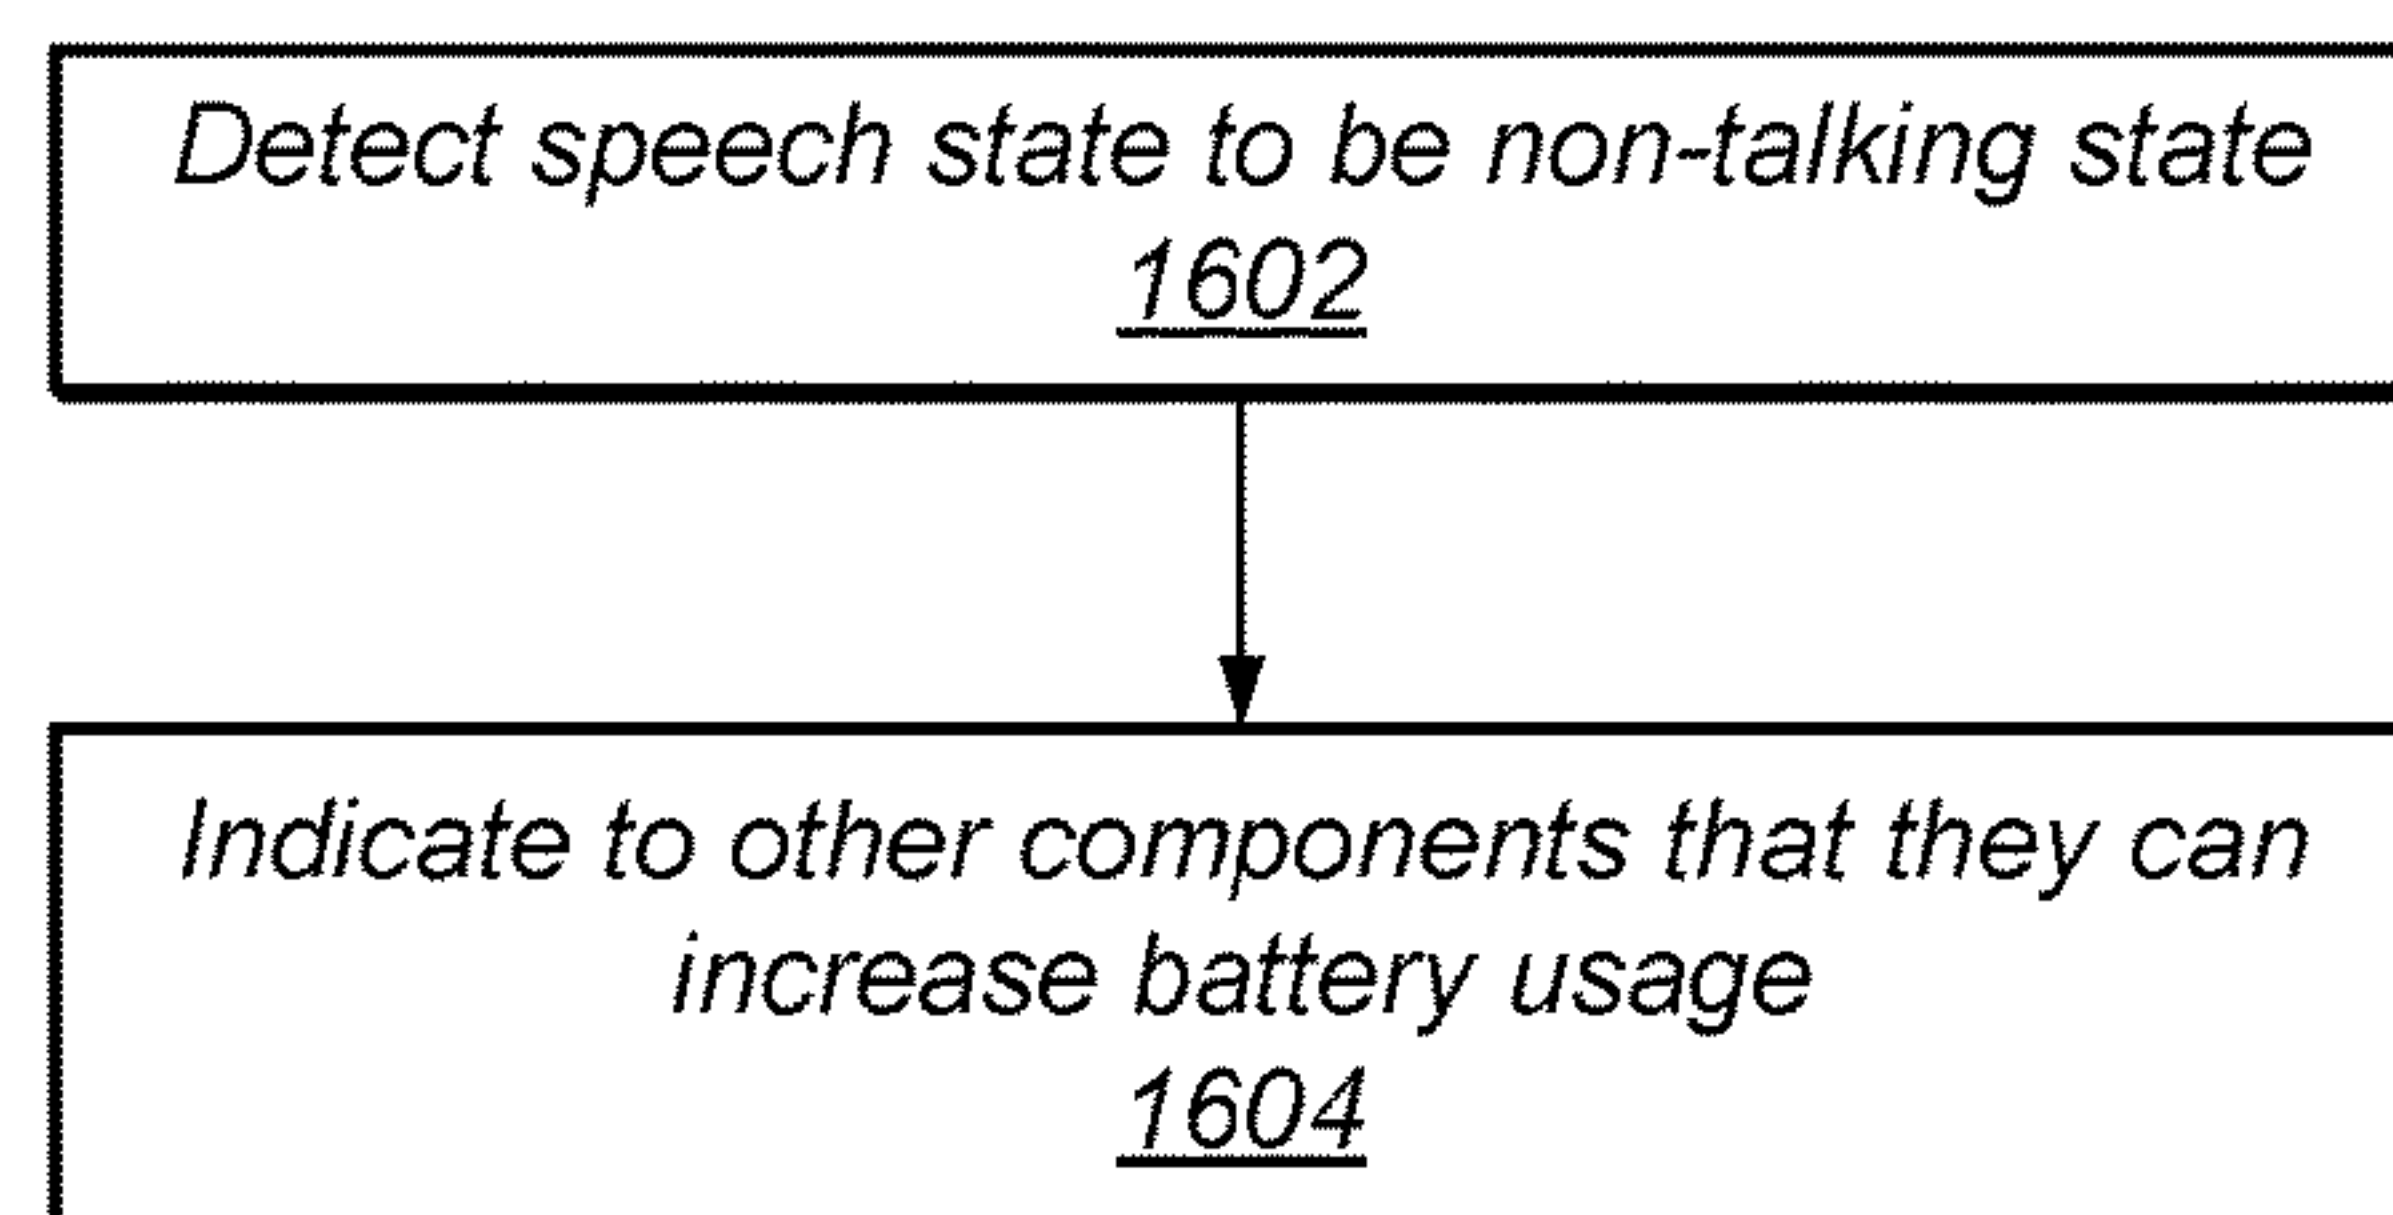 Detect speech state to be non-talking state
1602
Indicate to other components that they can
increase battery usage
1604